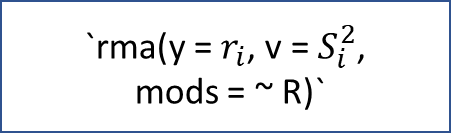 `rma(y = 𝑟ᵢ, v = 𝑆ᵢ²,
mods = ~ R)`